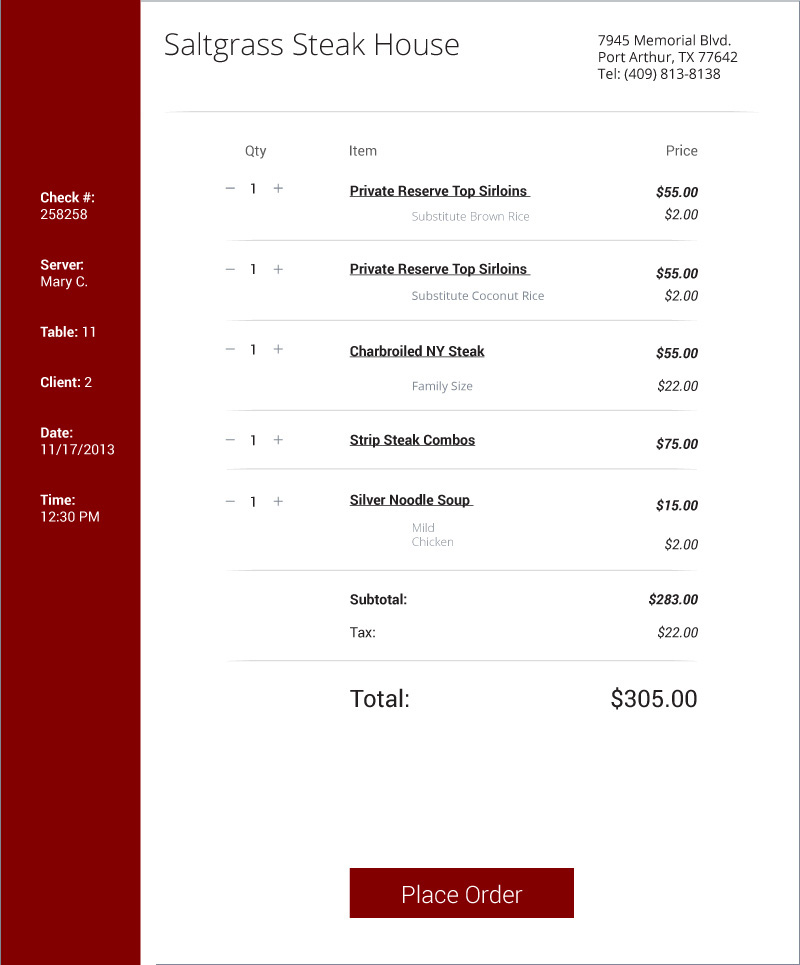 Saltgrass Steak House
7945 Memorial Blvd.
Port Arthur, TX 77642
Tel: (409) 813-8138
Check #:
258258
Server:
Mary C.
Table: 11
Client: 2
Date:
11/17/2013
Time:
12:30 PM
Qty Item Price
− 1 + Private Reserve Top Sirloins $55.00
Substitute Brown Rice $2.00
− 1 + Private Reserve Top Sirloins $55.00
Substitute Coconut Rice $2.00
− 1 + Charbroiled NY Steak $55.00
Family Size $22.00
− 1 + Strip Steak Combos $75.00
− 1 + Silver Noodle Soup $15.00
Mild
Chicken $2.00
Subtotal: $283.00
Tax: $22.00
Total: $305.00
Place Order